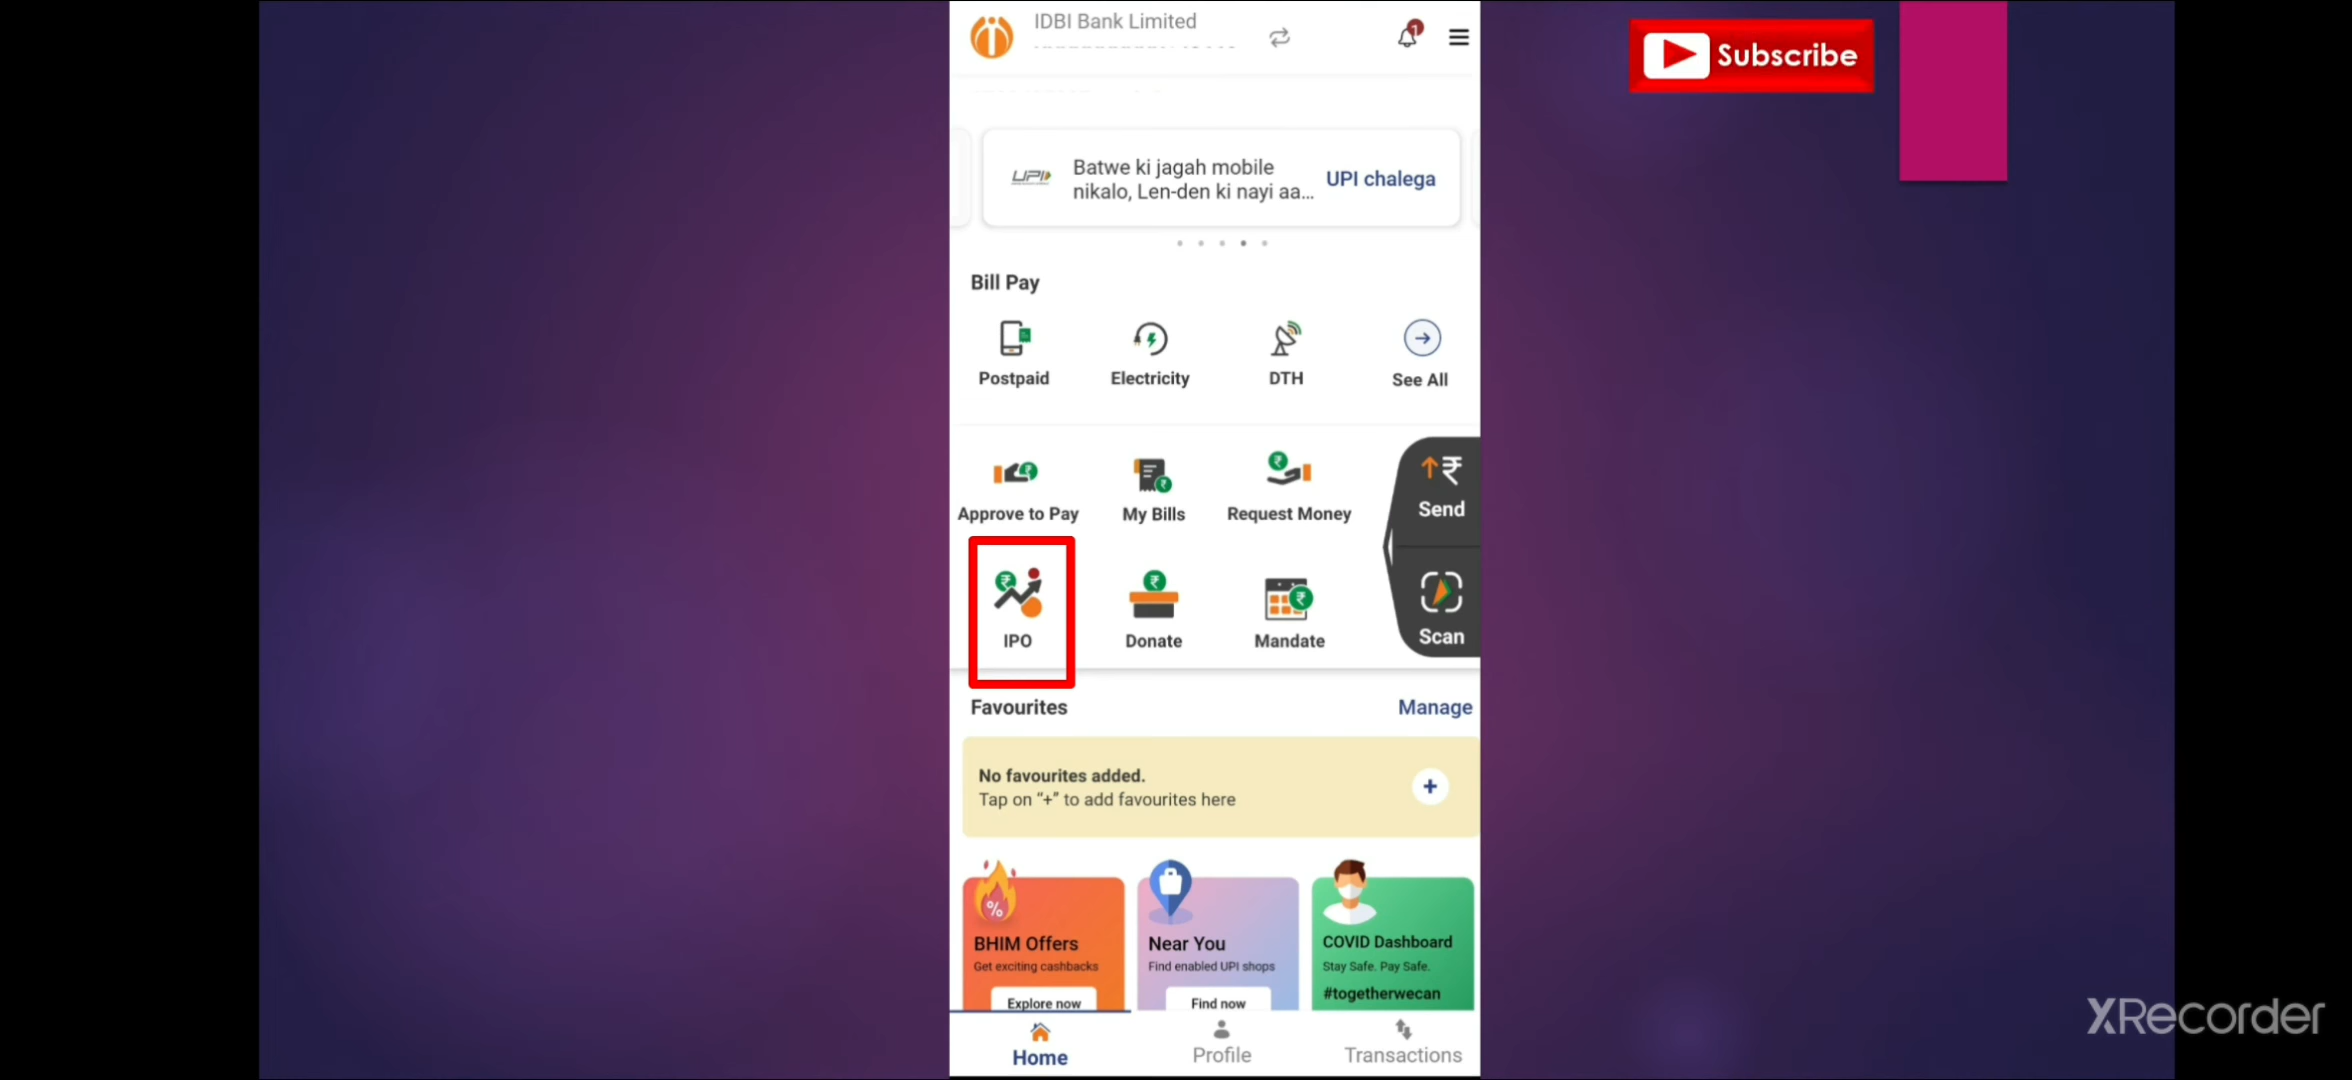 IDBI Bank Limited
1
Subscribe
UPI
Batwe ki jagah mobile
nikalo, Len-den ki nayi aa...
UPI chalega
Bill Pay
Postpaid
Electricity
DTH
See All
Approve to Pay
My Bills
Request Money
₹
Send
IPO
Donate
Mandate
Scan
Favourites
Manage
No favourites added.
Tap on “+” to add favourites here
%
BHIM Offers
Get exciting cashbacks
Explore now
Near You
Find enabled UPI shops
Find now
COVID Dashboard
Stay Safe. Pay Safe.
#togetherwecan
Home
Profile
Transactions
XRecorder